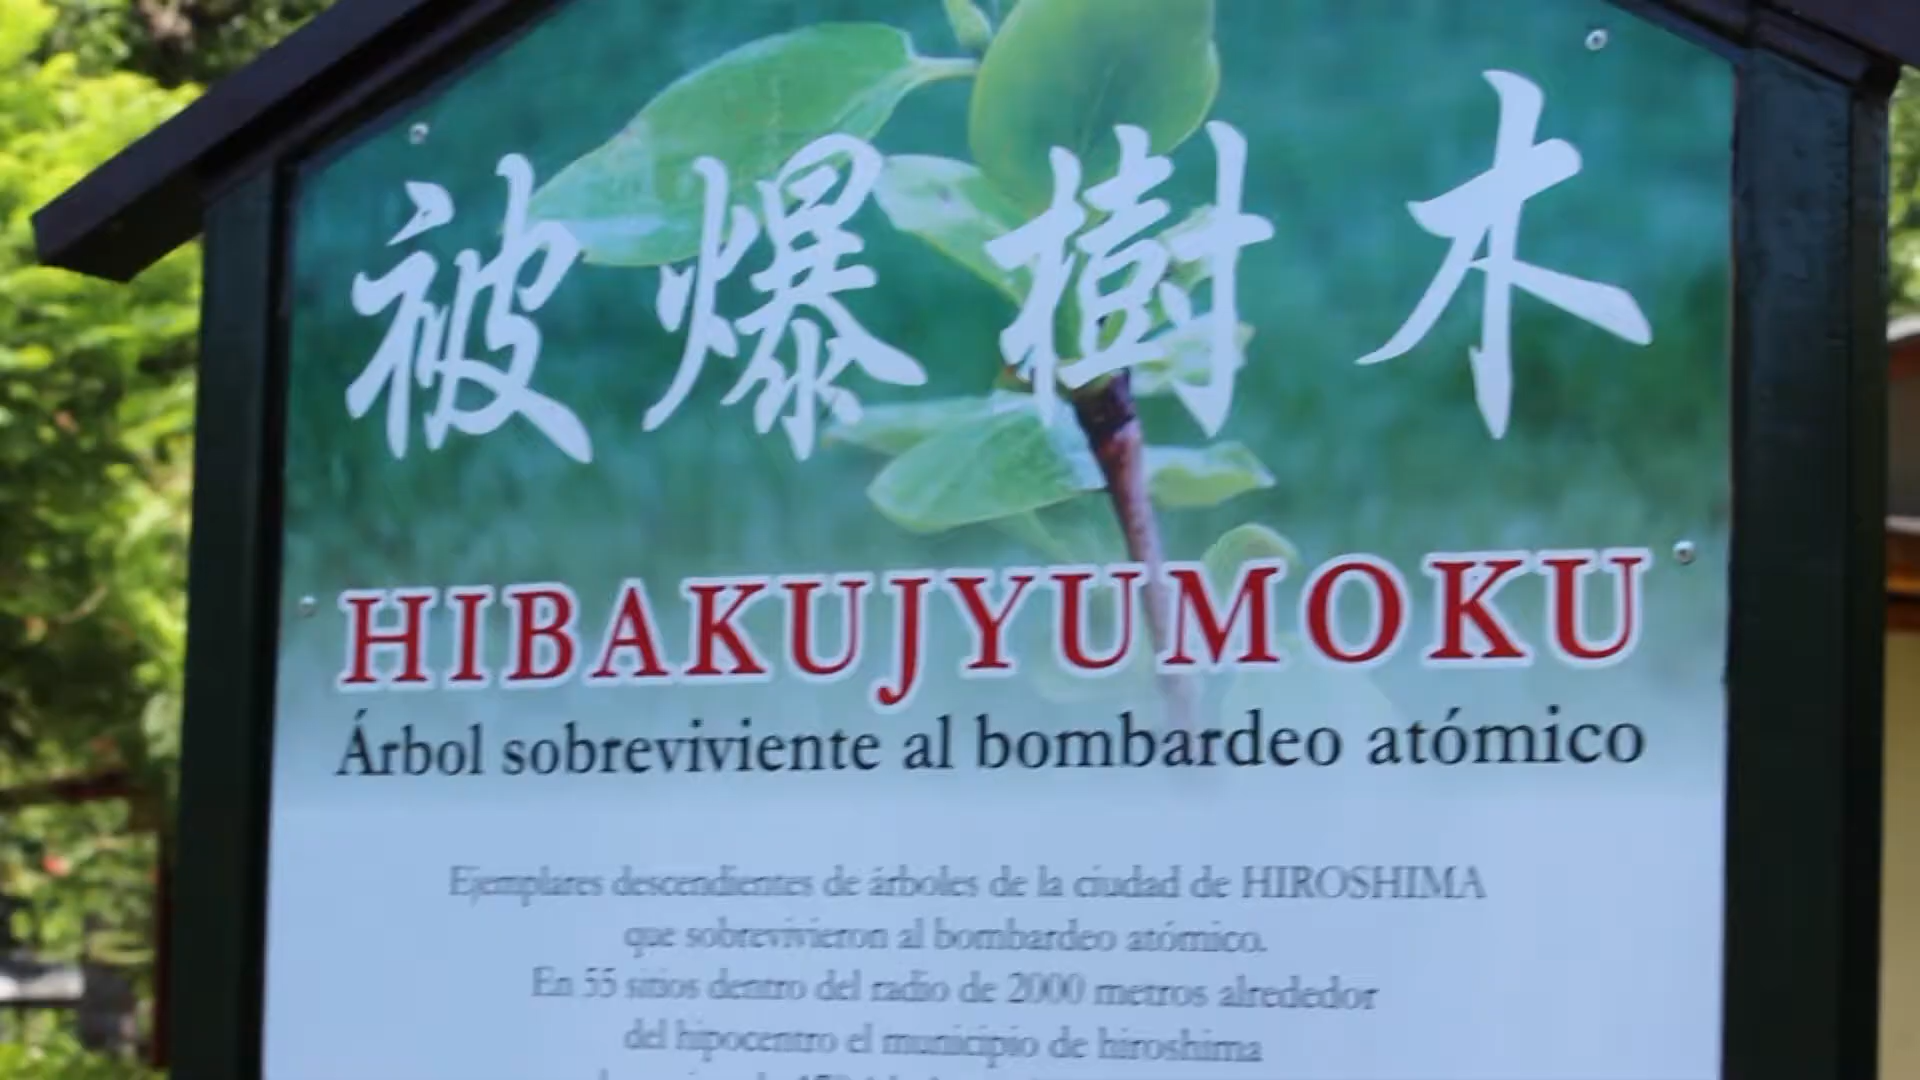 被爆樹木
HIBAKUJYUMOKU
Árbol sobreviviente al bombardeo atómico
Ejemplares descendientes de árboles de la ciudad de HIROSHIMA
que sobrevivieron al bombardeo atómico.
En 55 sitios dentro del radio de 2000 metros alrededor
del hipocentro el municipio de hiroshima